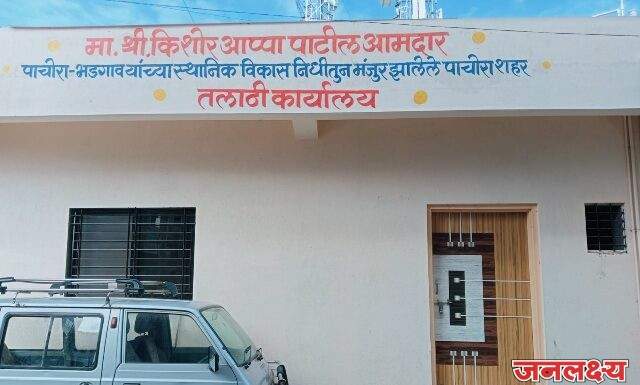 मा. श्री. किशोर आप्पा पाटील आमदार
पाचोरा-भडगाव यांच्या स्थानिक विकास निधीतुन मंजुर झालेले पाचोरा शहर
तलाठी कार्यालय
जनलक्ष्य